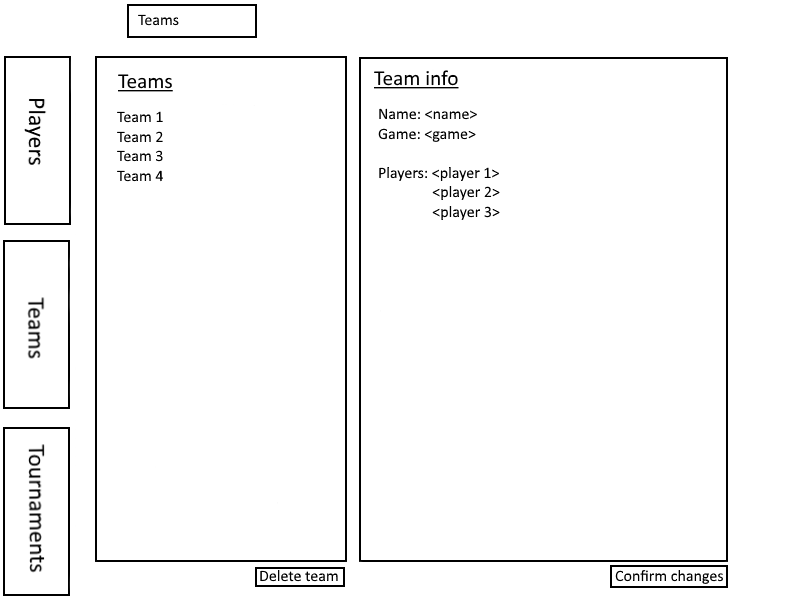 Teams
Players
Teams
Tournaments
Teams
Team 1
Team 2
Team 3
Team 4
Delete team
Team info
Name: <name>
Game: <game>
Players: <player 1>
<player 2>
<player 3>
Confirm changes